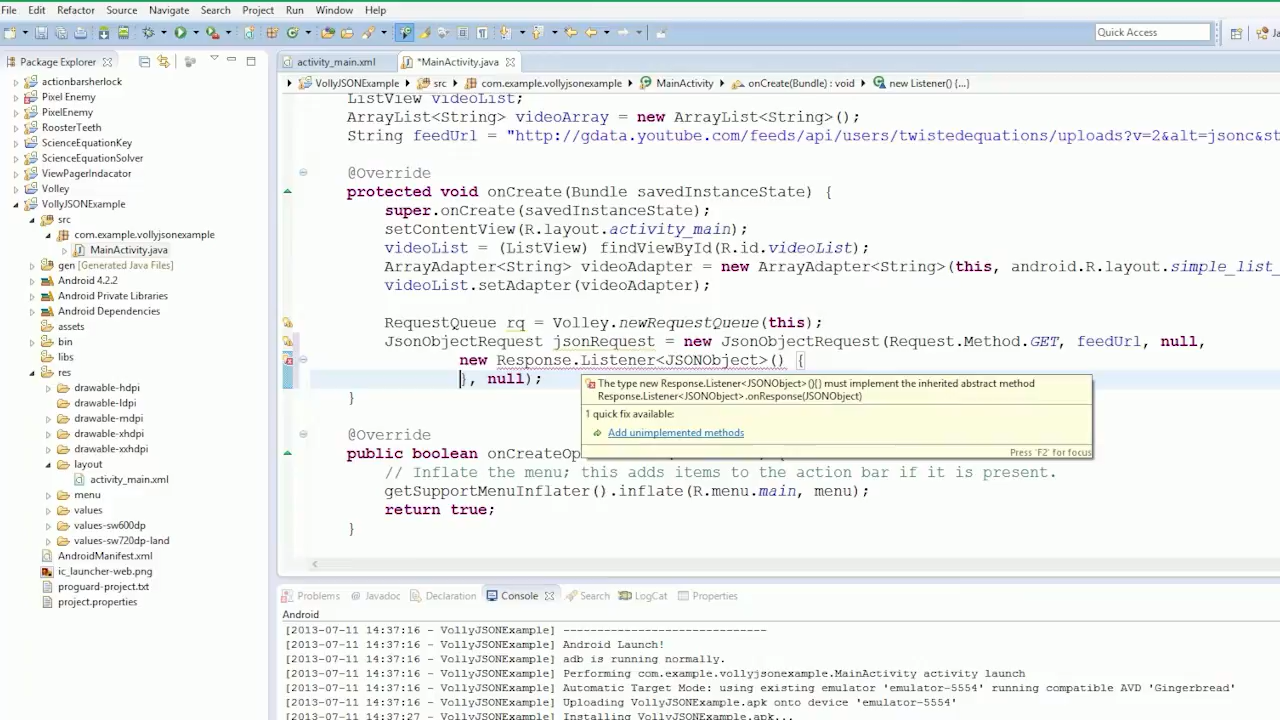 File Edit Refactor Source Navigate Search Project Run Window Help
Quick Access
Package Explorer
activity_main.xml
*MainActivity.java
VollyJSONExample
src
com.example.vollyjsonexample
MainActivity
onCreate(Bundle) : void
new Listener() {...}
actionbarsherlock
Pixel Enemy
PixelEnemy
RoosterTeeth
ScienceEquationKey
ScienceEquationSolver
ViewPagerIndacator
Volley
VollyJSONExample
src
com.example.vollyjsonexample
MainActivity.java
gen [Generated Java Files]
Android 4.2.2
Android Private Libraries
Android Dependencies
assets
bin
libs
res
drawable-hdpi
drawable-ldpi
drawable-mdpi
drawable-xhdpi
drawable-xxhdpi
layout
activity_main.xml
menu
values
values-sw600dp
values-sw720dp-land
AndroidManifest.xml
ic_launcher-web.png
proguard-project.txt
project.properties
ListView videoList;
ArrayList<String> videoArray = new ArrayList<String>();
String feedUrl = "http://gdata.youtube.com/feeds/api/users/twistedequations/uploads?v=2&alt=jsonc&st
@Override
protected void onCreate(Bundle savedInstanceState) {
super.onCreate(savedInstanceState);
setContentView(R.layout.activity_main);
videoList = (ListView) findViewById(R.id.videoList);
ArrayAdapter<String> videoAdapter = new ArrayAdapter<String>(this, android.R.layout.simple_list_
videoList.setAdapter(videoAdapter);
RequestQueue rq = Volley.newRequestQueue(this);
JsonObjectRequest jsonRequest = new JsonObjectRequest(Request.Method.GET, feedUrl, null,
new Response.Listener<JSONObject>() {
}, null);
}
The type new Response.Listener<JSONObject>(){} must implement the inherited abstract method
Response.Listener<JSONObject>.onResponse(JSONObject)
1 quick fix available:
Add unimplemented methods
Press 'F2' for focus
@Override
public boolean onCreateOp
// Inflate the menu; this adds items to the action bar if it is present.
getSupportMenuInflater().inflate(R.menu.main, menu);
return true;
}
Problems @ Javadoc Declaration Console Search LogCat Properties
Android
[2013-07-11 14:37:16 - VollyJSONExample] ------------------------------
[2013-07-11 14:37:16 - VollyJSONExample] Android Launch!
[2013-07-11 14:37:16 - VollyJSONExample] adb is running normally.
[2013-07-11 14:37:16 - VollyJSONExample] Performing com.example.vollyjsonexample.MainActivity activity launch
[2013-07-11 14:37:16 - VollyJSONExample] Automatic Target Mode: using existing emulator 'emulator-5554' running compatible AVD 'Gingerbread'
[2013-07-11 14:37:16 - VollyJSONExample] Uploading VollyJSONExample.apk onto device 'emulator-5554'
[2013-07-11 14:37:27 - VollyJSONExample] Installing VollyJSONExample.apk...